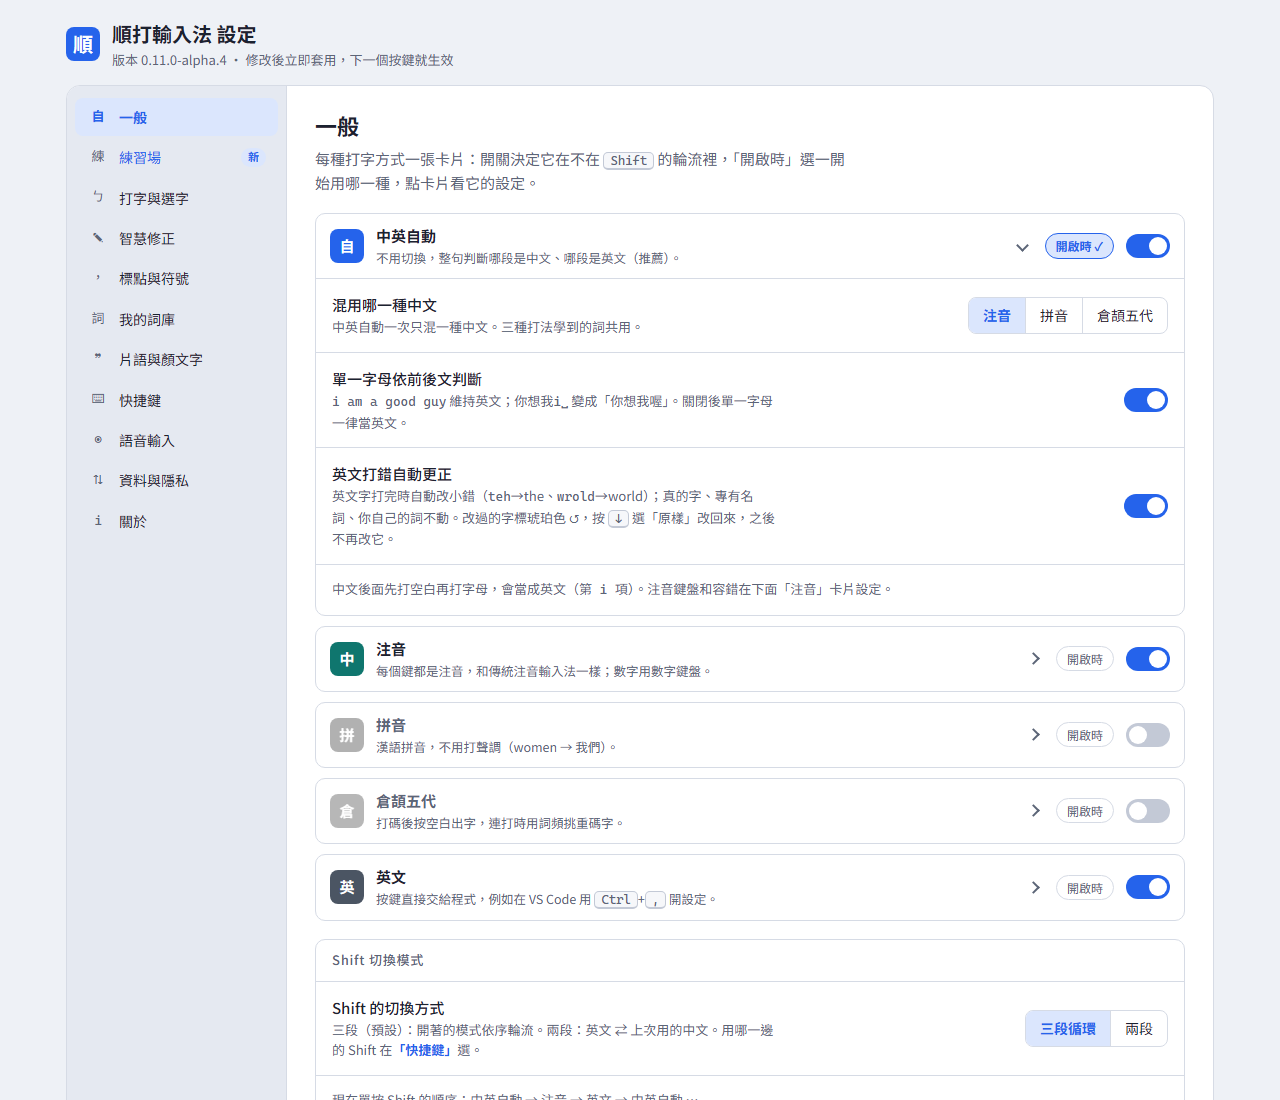 順
順打輸入法 設定
版本 0.11.0-alpha.4 · 修改後立即套用，下一個按鍵就生效
自 一般
練 練習場 新
ㄅ 打字與選字
✎ 智慧修正
， 標點與符號
詞 我的詞庫
” 片語與顏文字
⌨ 快捷鍵
◉ 語音輸入
⇅ 資料與隱私
i 關於
一般
每種打字方式一張卡片：開關決定它在不在 Shift 的輪流裡，「開啟時」選一開
始用哪一種，點卡片看它的設定。
自 中英自動
不用切換，整句判斷哪段是中文、哪段是英文（推薦）。
開啟時 ✓
混用哪一種中文
中英自動一次只混一種中文。三種打法學到的詞共用。
注音 拼音 倉頡五代
單一字母依前後文判斷
i am a good guy 維持英文；你想我i␣ 變成「你想我喔」。關閉後單一字母
一律當英文。
英文打錯自動更正
英文字打完時自動改小錯（teh→the、wrold→world）；真的字、專有名
詞、你自己的詞不動。改過的字標琥珀色 ↺，按 ↓ 選「原樣」改回來，之後
不再改它。
中文後面先打空白再打字母，會當成英文（第 i 項）。注音鍵盤和容錯在下面「注音」卡片設定。
中 注音
每個鍵都是注音，和傳統注音輸入法一樣；數字用數字鍵盤。
開啟時
拼 拼音
漢語拼音，不用打聲調（women → 我們）。
開啟時
倉 倉頡五代
打碼後按空白出字，連打時用詞頻挑重碼字。
開啟時
英 英文
按鍵直接交給程式，例如在 VS Code 用 Ctrl+, 開設定。
開啟時
Shift 切換模式
Shift 的切換方式
三段（預設）：開著的模式依序輪流。兩段：英文 ⇄ 上次用的中文。用哪一邊
的 Shift 在「快捷鍵」選。
三段循環 兩段
現在單按 Shift 的順序：中英自動 → 注音 → 英文 → 中英自動 …